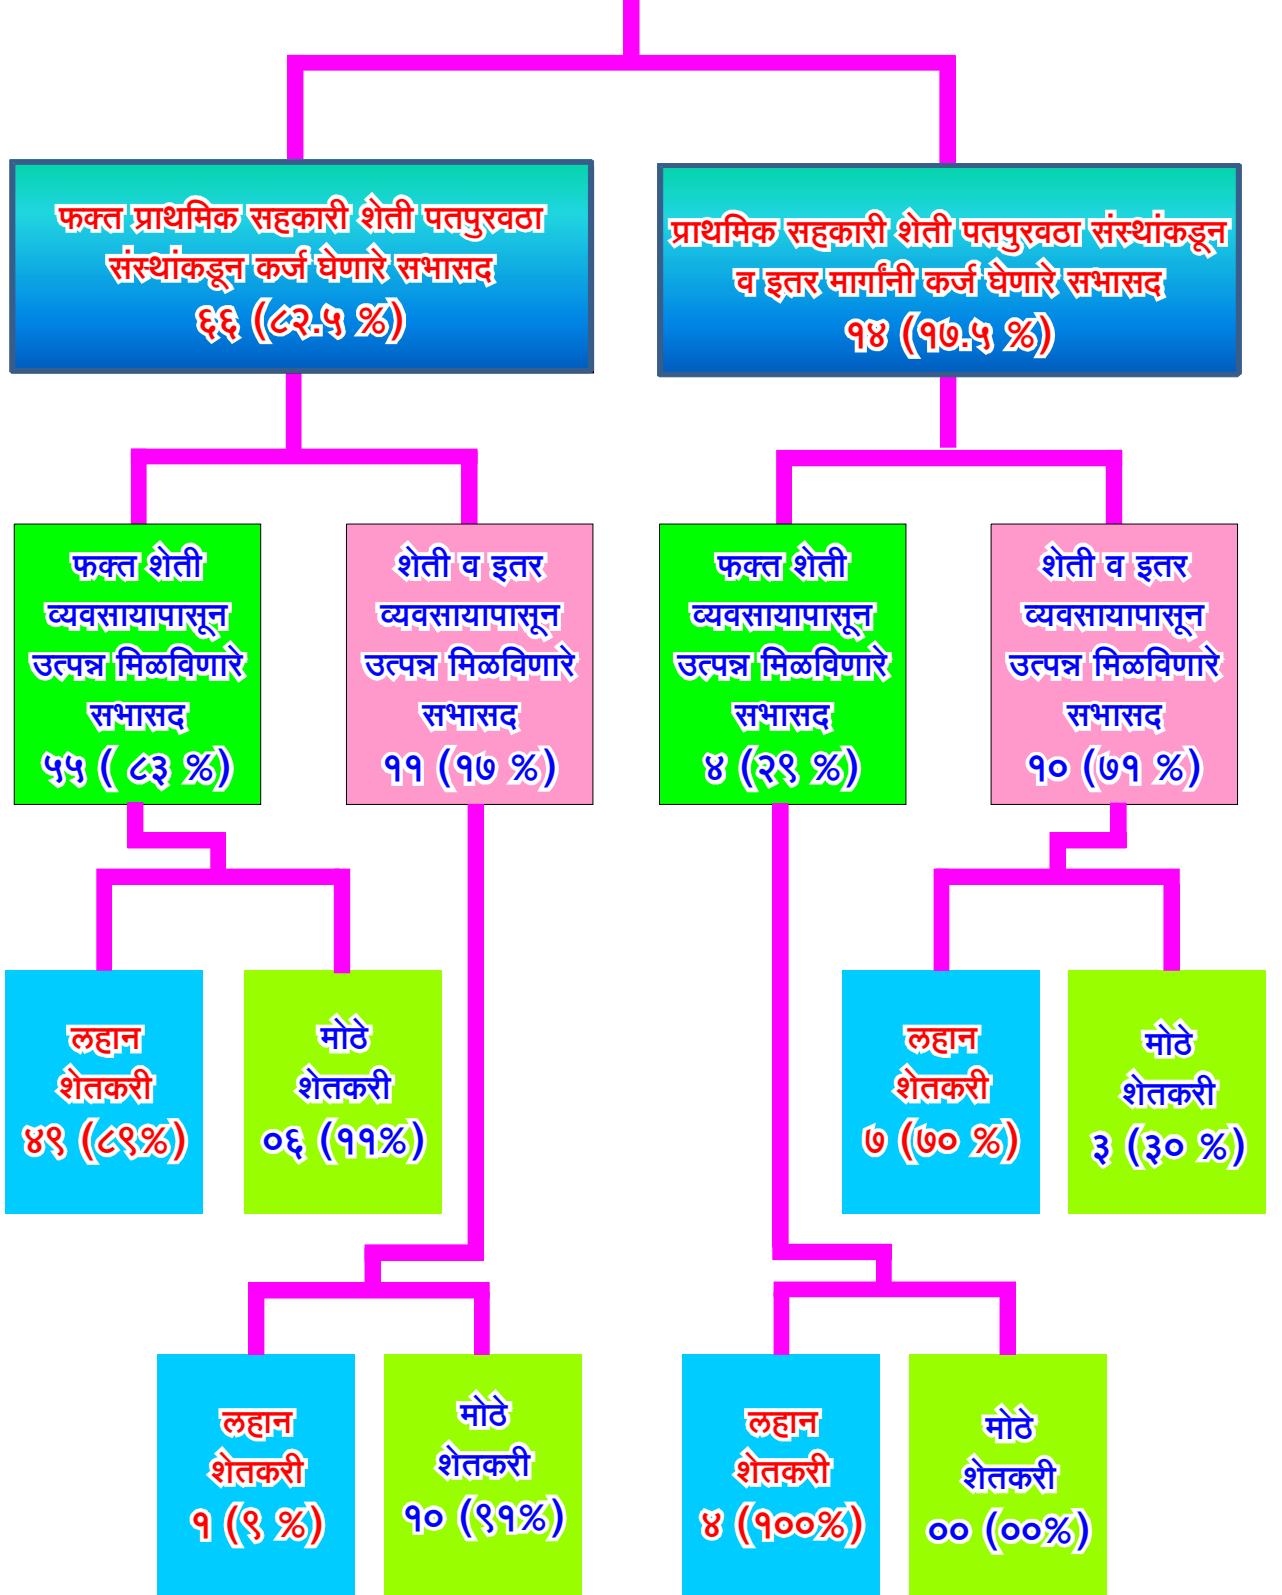 फक्त प्राथमिक सहकारी शेती पतपुरवठा
संस्थांकडून कर्ज घेणारे सभासद
६६ (८२.५ %)
प्राथमिक सहकारी शेती पतपुरवठा संस्थांकडून
व इतर मार्गांनी कर्ज घेणारे सभासद
१४ (१७.५ %)
फक्त शेती
व्यवसायापासून
उत्पन्न मिळविणारे
सभासद
५५ ( ८३ %)
शेती व इतर
व्यवसायापासून
उत्पन्न मिळविणारे
सभासद
११ (१७ %)
फक्त शेती
व्यवसायापासून
उत्पन्न मिळविणारे
सभासद
४ (२९ %)
शेती व इतर
व्यवसायापासून
उत्पन्न मिळविणारे
सभासद
१० (७१ %)
लहान
शेतकरी
४९ (८९%)
मोठे
शेतकरी
०६ (११%)
लहान
शेतकरी
७ (७० %)
मोठे
शेतकरी
३ (३० %)
लहान
शेतकरी
१ (९ %)
मोठे
शेतकरी
१० (९१%)
लहान
शेतकरी
४ (१००%)
मोठे
शेतकरी
०० (००%)